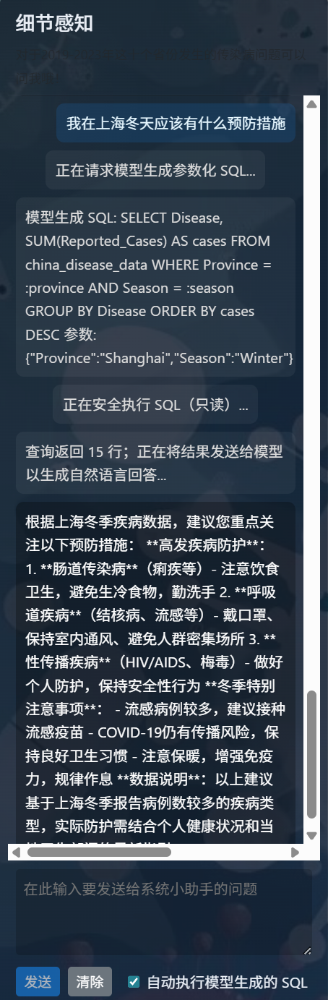 细节感知
我在上海冬天应该有什么预防措施
正在请求模型生成参数化 SQL...
模型生成 SQL: SELECT Disease,
SUM(Reported_Cases) AS cases FROM
china_disease_data WHERE Province =
:province AND Season = :season
GROUP BY Disease ORDER BY cases
DESC 参数:
{"Province":"Shanghai","Season":"Winter"}
正在安全执行 SQL（只读）...
查询返回 15 行；正在将结果发送给模型
以生成自然语言回答...
根据上海冬季疾病数据，建议您重点关
注以下预防措施： **高发疾病防护**：
1. **肠道传染病**（痢疾等）- 注意饮食
卫生，避免生冷食物，勤洗手 2. **呼吸
道疾病**（结核病、流感等）- 戴口罩、
保持室内通风、避免人群密集场所 3. **
性传播疾病**（HIV/AIDS、梅毒）- 做好
个人防护，保持安全性行为 **冬季特别
注意事项**： - 流感病例较多，建议接种
流感疫苗 - COVID-19仍有传播风险，保
持良好卫生习惯 - 注意保暖，增强免疫
力，规律作息 **数据说明**：以上建议
基于上海冬季报告病例数较多的疾病类
型，实际防护需结合个人健康状况和当
在此输入要发送给系统小助手的问题
发送 清除 自动执行模型生成的 SQL